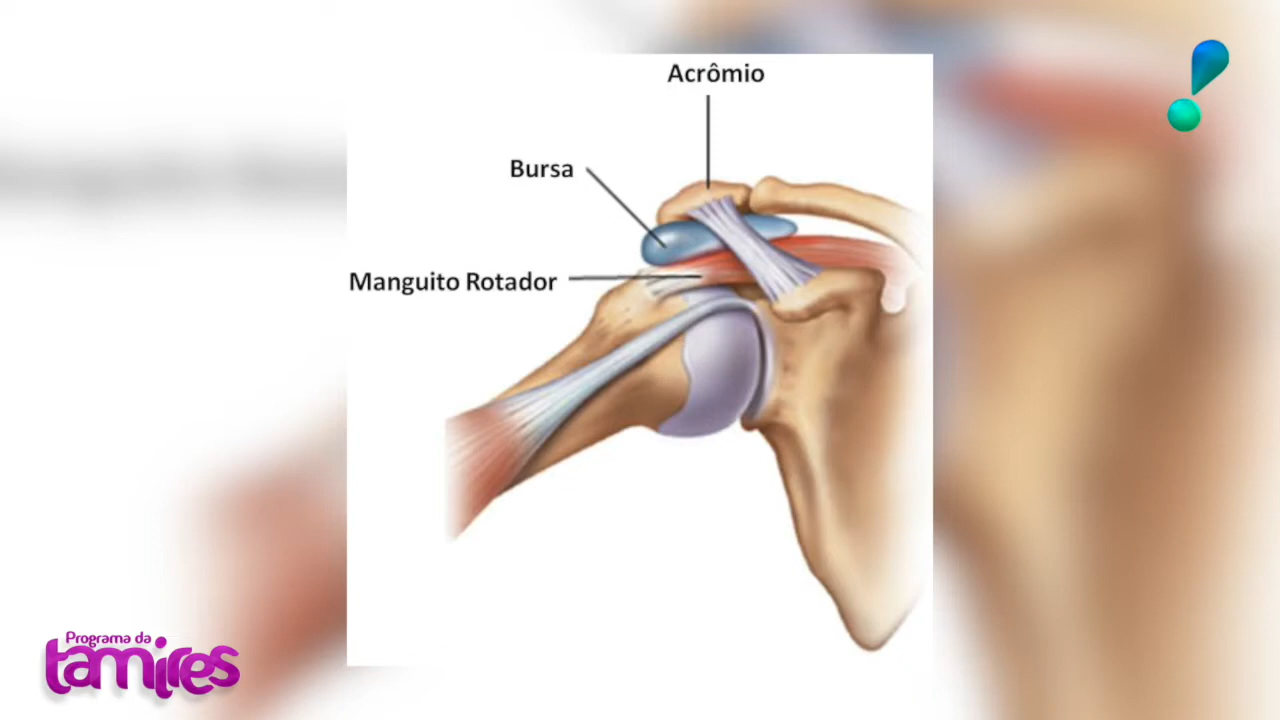 Acrômio
Bursa
Manguito Rotador
Programa da
tamires